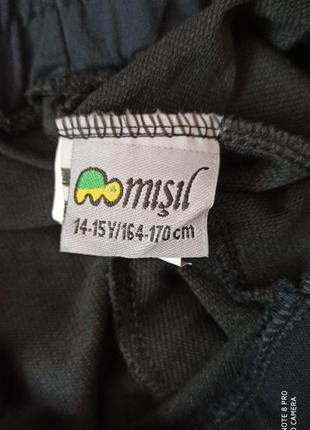 mışıl
14-15Y/164-170cm
NOTE 8 PRO
CAMERA